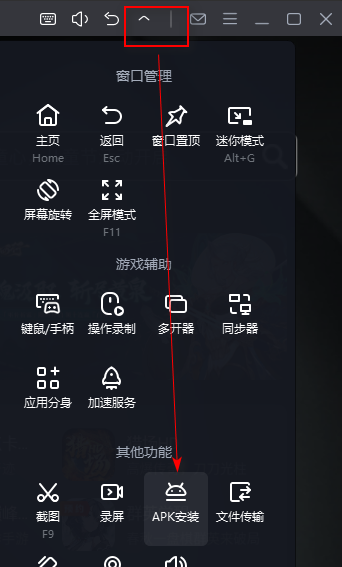 窗口管理
主页 返回 窗口置顶 迷你模式
Home Esc Alt+G
屏幕旋转 全屏模式
F11
游戏辅助
键鼠/手柄 操作录制 多开器 同步器
应用分身 加速服务
其他功能
截图 录屏 APK安装 文件传输
F9